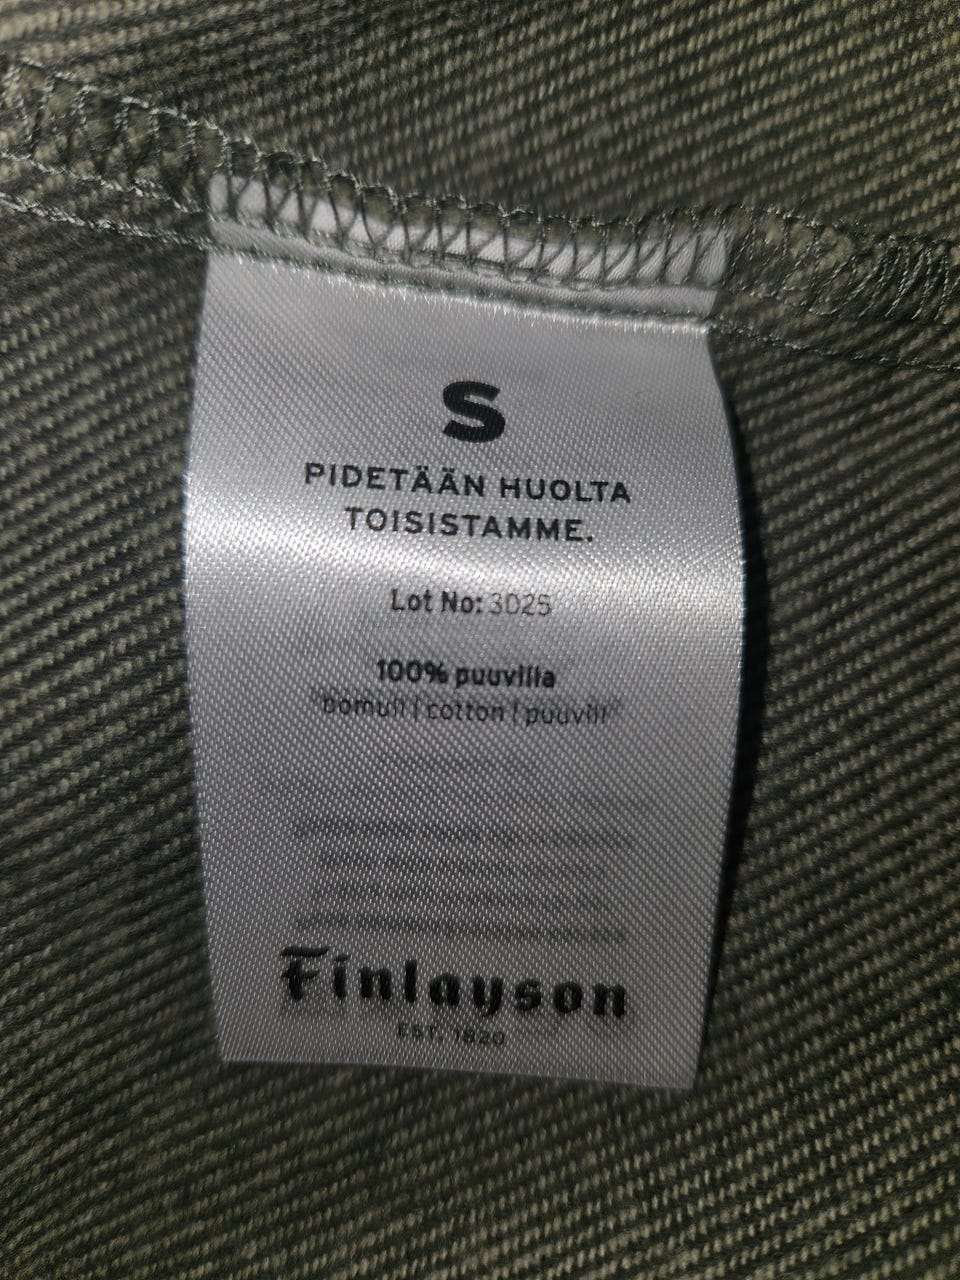 S
PIDETÄÄN HUOLTA
TOISISTAMME.
Lot No: 3025
100% puuvilla
bomull | cotton | puuvill
Finlayson
EST. 1820